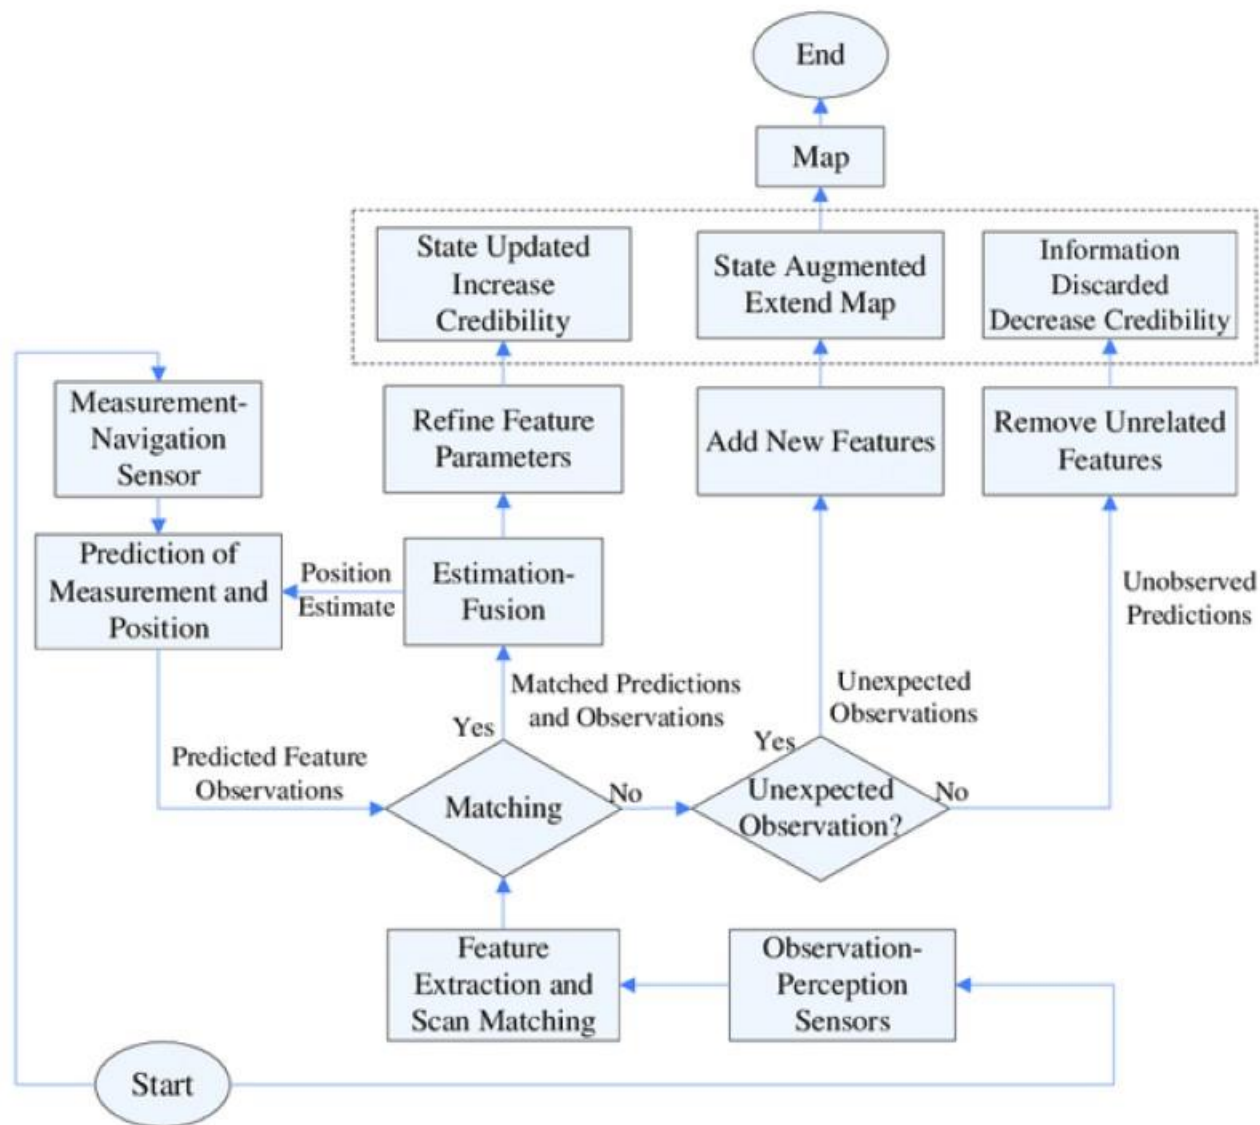 End
Map
State Updated
Increase
Credibility
State Augmented
Extend Map
Information
Discarded
Decrease Credibility
Measurement-
Navigation
Sensor
Refine Feature
Parameters
Add New Features
Remove Unrelated
Features
Prediction of
Measurement and
Position
Position
Estimate
Estimation-
Fusion
Unobserved
Predictions
Matched Predictions
and Observations
Unexpected
Observations
Yes
Yes
Predicted Feature
Observations
Matching
No
Unexpected
Observation?
No
Feature
Extraction and
Scan Matching
Observation-
Perception
Sensors
Start